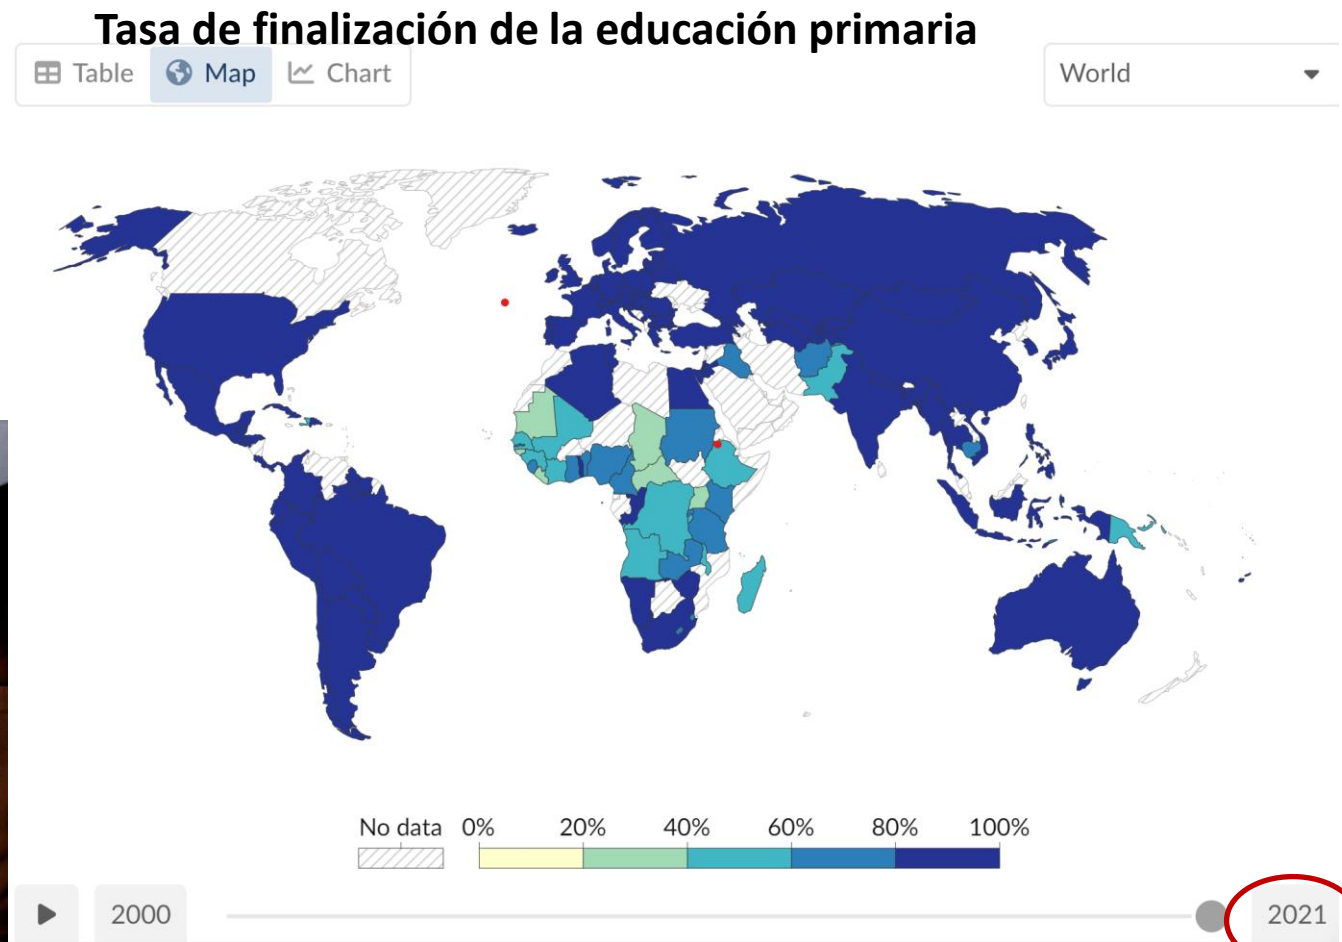 Tasa de finalización de la educación primaria
Table Map Chart
World
No data 0% 20% 40% 60% 80% 100%
2000
2021